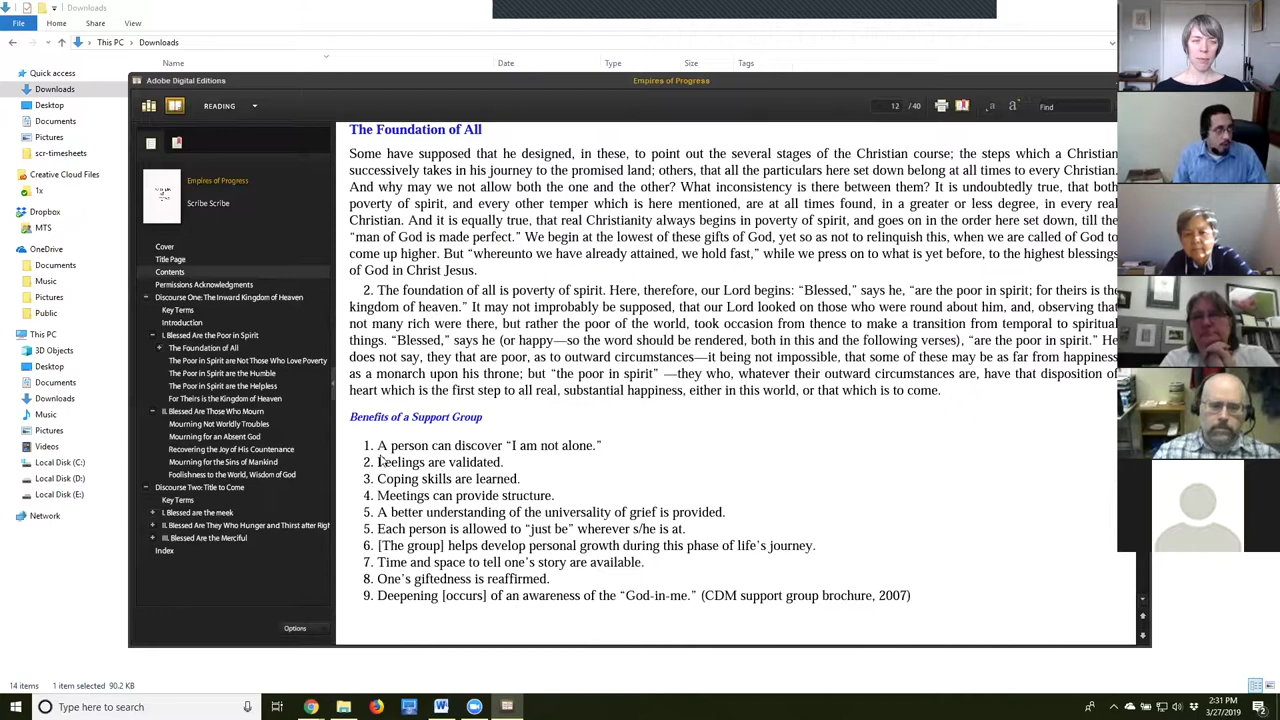 Downloads
File Home Share View
This PC Downloads
Name Date Type Size Tags
Quick access
Downloads
Desktop
Documents
Pictures
scr-timesheets
Creative Cloud Files
1x
Dropbox
MTS
OneDrive
Documents
Music
Pictures
Public
This PC
3D Objects
Desktop
Documents
Downloads
Music
Pictures
Videos
Local Disk (C:)
Local Disk (D:)
Local Disk (E:)
Network
14 items 1 item selected 90.2 KB
Adobe Digital Editions
Empires of Progress
READING
12 / 40
a a Find
Empires of Progress
Scribe Scribe
Cover
Title Page
Contents
Permissions Acknowledgments
Discourse One: The Inward Kingdom of Heaven
Key Terms
Introduction
I. Blessed Are the Poor in Spirit
The Foundation of All
The Poor in Spirit are Not Those Who Love Poverty
The Poor in Spirit are the Humble
The Poor in Spirit are the Helpless
For Theirs is the Kingdom of Heaven
II. Blessed Are Those Who Mourn
Mourning Not Worldly Troubles
Mourning for an Absent God
Recovering the Joy of His Countenance
Mourning for the Sins of Mankind
Foolishness to the World, Wisdom of God
Discourse Two: Title to Come
Key Terms
I. Blessed are the meek
II. Blessed Are They Who Hunger and Thirst after Righ
III. Blessed Are the Merciful
Index
Options
The Foundation of All
Some have supposed that he designed, in these, to point out the several stages of the Christian course; the steps which a Christian
successively takes in his journey to the promised land; others, that all the particulars here set down belong at all times to every Christian.
And why may we not allow both the one and the other? What inconsistency is there between them? It is undoubtedly true, that both
poverty of spirit, and every other temper which is here mentioned, are at all times found, in a greater or less degree, in every real
Christian. And it is equally true, that real Christianity always begins in poverty of spirit, and goes on in the order here set down, till the
“man of God is made perfect.” We begin at the lowest of these gifts of God, yet so as not to relinquish this, when we are called of God to
come up higher. But “whereunto we have already attained, we hold fast,” while we press on to what is yet before, to the highest blessings
of God in Christ Jesus.
2. The foundation of all is poverty of spirit. Here, therefore, our Lord begins: “Blessed,” says he, “are the poor in spirit; for theirs is the
kingdom of heaven.” It may not improbably be supposed, that our Lord looked on those who were round about him, and, observing that
not many rich were there, but rather the poor of the world, took occasion from thence to make a transition from temporal to spiritual
things. “Blessed,” says he (or happy—so the word should be rendered, both in this and the following verses), “are the poor in spirit.” He
does not say, they that are poor, as to outward circumstances—it being not impossible, that some of these may be as far from happiness
as a monarch upon his throne; but “the poor in spirit” —they who, whatever their outward circumstances are, have that disposition of
heart which is the first step to all real, substantial happiness, either in this world, or that which is to come.
Benefits of a Support Group
1. A person can discover “I am not alone.”
2. Feelings are validated.
3. Coping skills are learned.
4. Meetings can provide structure.
5. A better understanding of the universality of grief is provided.
5. Each person is allowed to “just be” wherever s/he is at.
6. [The group] helps develop personal growth during this phase of life’s journey.
7. Time and space to tell one’s story are available.
8. One’s giftedness is reaffirmed.
9. Deepening [occurs] of an awareness of the “God-in-me.” (CDM support group brochure, 2007)
Type here to search
2:31 PM
3/27/2019
2